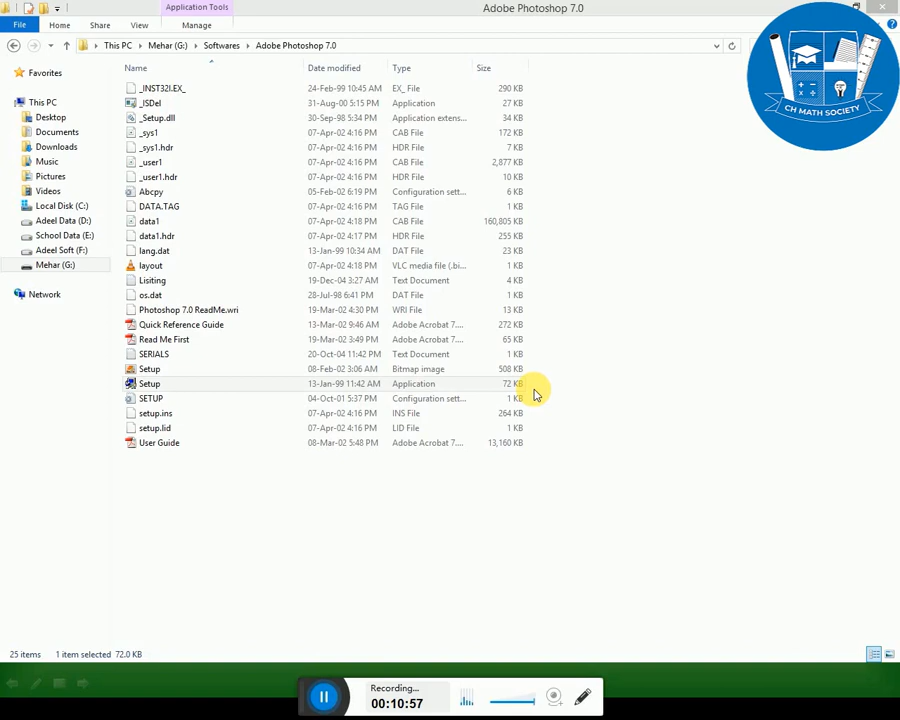 Application Tools
Adobe Photoshop 7.0
File Home Share View Manage
This PC Mehar (G:) Softwares Adobe Photoshop 7.0
Name Date modified Type Size
Favorites
This PC
Desktop
Documents
Downloads
Music
Pictures
Videos
Local Disk (C:)
Adeel Data (D:)
School Data (E:)
Adeel Soft (F:)
Mehar (G:)
Network
_INST32I.EX_ 24-Feb-99 10:45 AM EX_ File 290 KB
_ISDel 31-Aug-00 5:15 PM Application 27 KB
_Setup.dll 30-Sep-98 5:34 PM Application extens... 34 KB
_sys1 07-Apr-02 4:16 PM CAB File 172 KB
_sys1.hdr 07-Apr-02 4:16 PM HDR File 7 KB
_user1 07-Apr-02 4:16 PM CAB File 2,877 KB
_user1.hdr 07-Apr-02 4:16 PM HDR File 10 KB
Abcpy 05-Feb-02 6:19 PM Configuration sett... 6 KB
DATA.TAG 07-Apr-02 4:16 PM TAG File 1 KB
data1 07-Apr-02 4:18 PM CAB File 160,805 KB
data1.hdr 07-Apr-02 4:17 PM HDR File 255 KB
lang.dat 13-Jan-99 10:34 AM DAT File 23 KB
layout 07-Apr-02 4:18 PM VLC media file (.bi... 1 KB
Lisiting 19-Dec-04 3:27 AM Text Document 4 KB
os.dat 28-Jul-98 6:41 PM DAT File 1 KB
Photoshop 7.0 ReadMe.wri 19-Mar-02 4:30 PM WRI File 13 KB
Quick Reference Guide 13-Mar-02 9:46 AM Adobe Acrobat 7.... 272 KB
Read Me First 19-Mar-02 3:49 PM Adobe Acrobat 7.... 65 KB
SERIALS 20-Oct-04 11:42 PM Text Document 1 KB
Setup 08-Feb-02 3:06 AM Bitmap image 508 KB
Setup 13-Jan-99 11:42 AM Application 72 KB
SETUP 04-Oct-01 5:37 PM Configuration sett... 1 KB
setup.ins 07-Apr-02 4:16 PM INS File 264 KB
setup.lid 07-Apr-02 4:16 PM LID File 1 KB
User Guide 08-Mar-02 5:48 PM Adobe Acrobat 7.... 13,160 KB
CH MATH SOCIETY
25 items 1 item selected 72.0 KB
Recording...
00:10:57